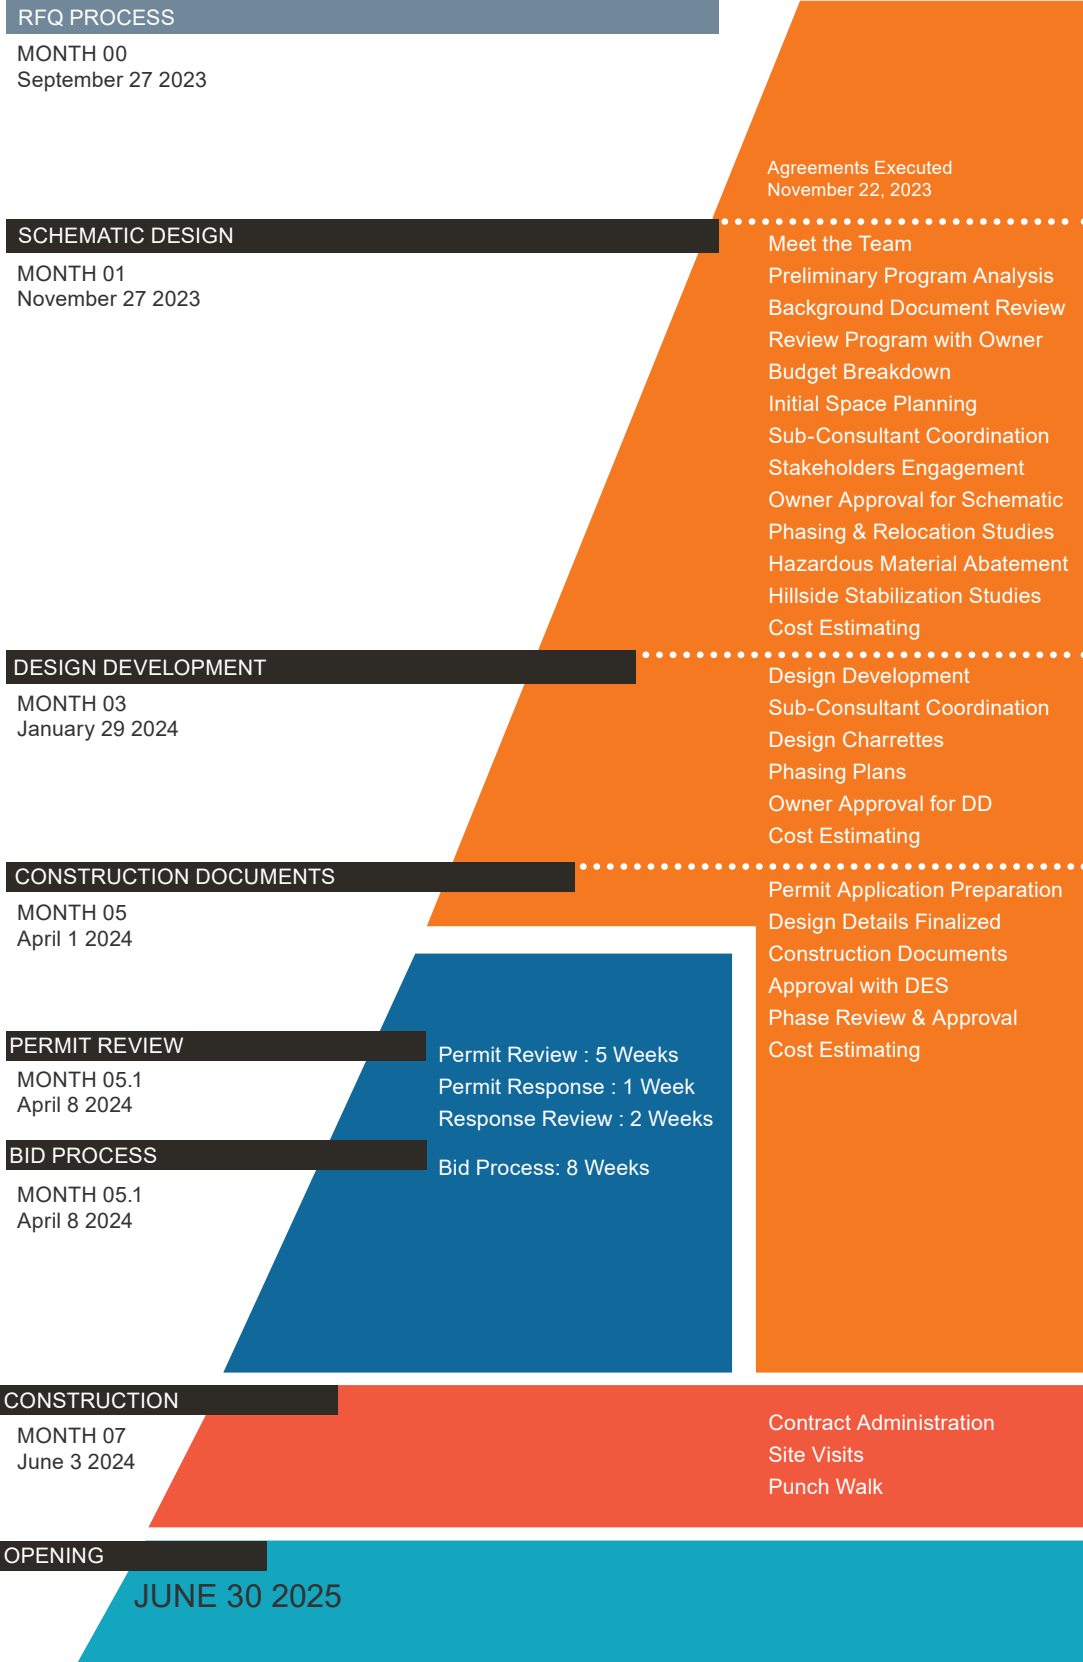 RFQ PROCESS
MONTH 00
September 27 2023
Agreements Executed
November 22, 2023
SCHEMATIC DESIGN
MONTH 01
November 27 2023
Meet the Team
Preliminary Program Analysis
Background Document Review
Review Program with Owner
Budget Breakdown
Initial Space Planning
Sub-Consultant Coordination
Stakeholders Engagement
Owner Approval for Schematic
Phasing & Relocation Studies
Hazardous Material Abatement
Hillside Stabilization Studies
Cost Estimating
DESIGN DEVELOPMENT
MONTH 03
January 29 2024
Design Development
Sub-Consultant Coordination
Design Charrettes
Phasing Plans
Owner Approval for DD
Cost Estimating
CONSTRUCTION DOCUMENTS
MONTH 05
April 1 2024
Permit Application Preparation
Design Details Finalized
Construction Documents
Approval with DES
Phase Review & Approval
Cost Estimating
PERMIT REVIEW
MONTH 05.1
April 8 2024
Permit Review : 5 Weeks
Permit Response : 1 Week
Response Review : 2 Weeks
BID PROCESS
MONTH 05.1
April 8 2024
Bid Process: 8 Weeks
CONSTRUCTION
MONTH 07
June 3 2024
Contract Administration
Site Visits
Punch Walk
OPENING
JUNE 30 2025